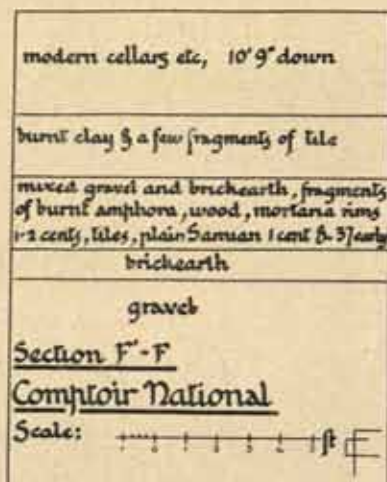 modern cellars etc, 10' 9" down
burnt clay & a few fragments of tile
mixed gravel and brickearth, fragments
of burnt amphora, wood, mortaria rims
1-2 cents, tiles, plain Samian 1 cent & 37 early
brickearth
gravel
Section F'-F
Comptoir National
Scale:
ft